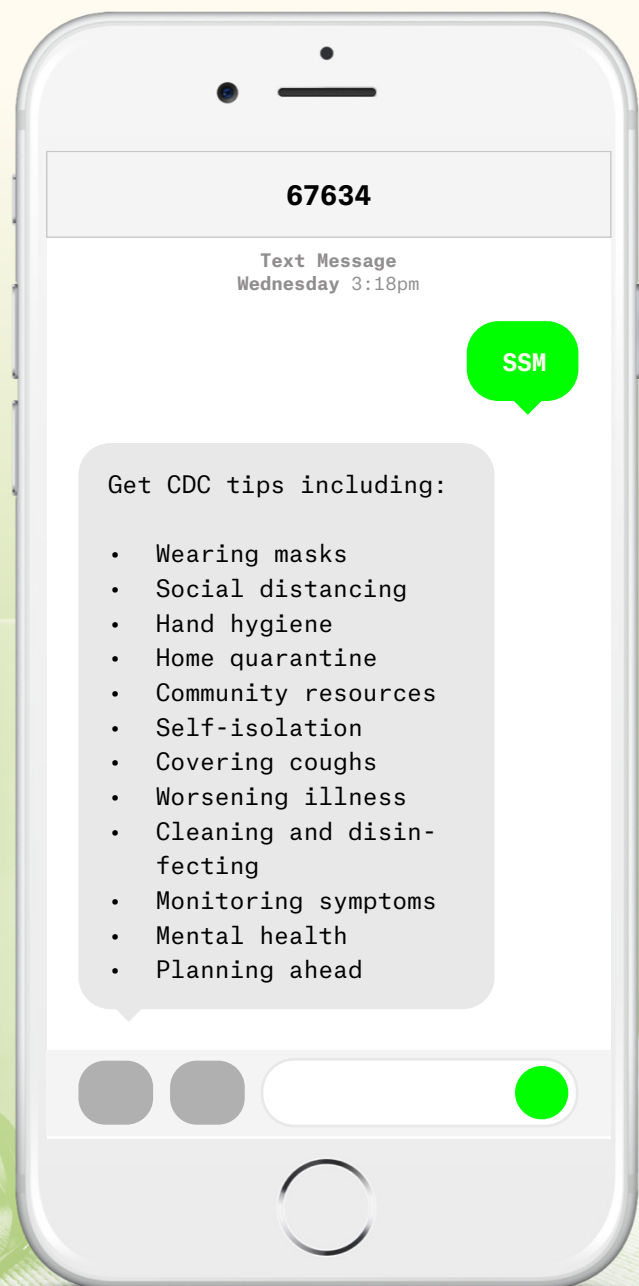 67634
Text Message
Wednesday 3:18pm
SSM
Get CDC tips including:
• Wearing masks
• Social distancing
• Hand hygiene
• Home quarantine
• Community resources
• Self-isolation
• Covering coughs
• Worsening illness
• Cleaning and disin-
fecting
• Monitoring symptoms
• Mental health
• Planning ahead